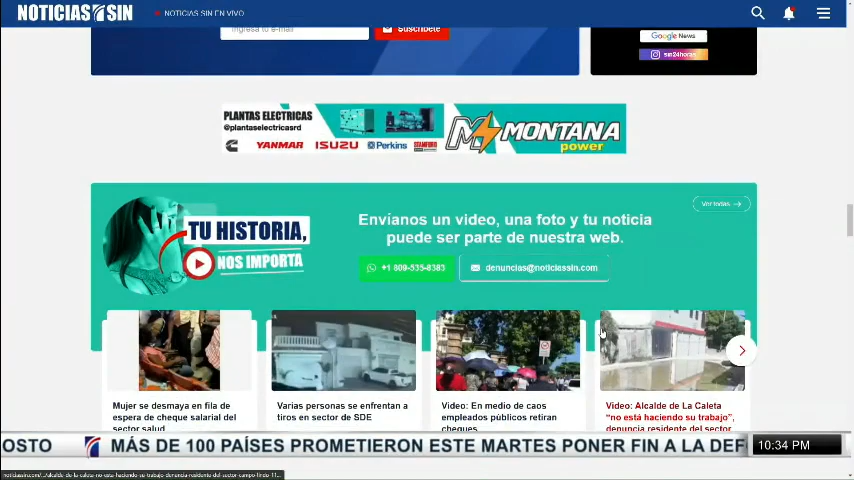 NOTICIAS SIN
NOTICIAS SIN EN VIVO
Ingresa tu e-mail
Suscríbete
Google News
sin24horas
PLANTAS ELECTRICAS
@plantaselectricasrd
YANMAR ISUZU Perkins STAMFORD
MONTANA
power
Ver todas →
TU HISTORIA,
NOS IMPORTA
Envíanos un video, una foto y tu noticia
puede ser parte de nuestra web.
+1 809-535-8383
denuncias@noticiassin.com
Mujer se desmaya en fila de
espera de cheque salarial del
sector salud
Varias personas se enfrentan a
tiros en sector de SDE
Video: En medio de caos
empleados públicos retiran
cheques
Video: Alcalde de La Caleta
“no está haciendo su trabajo”,
denuncia residente del sector
OSTO MÁS DE 100 PAÍSES PROMETIERON ESTE MARTES PONER FIN A LA DEF
10:34 PM